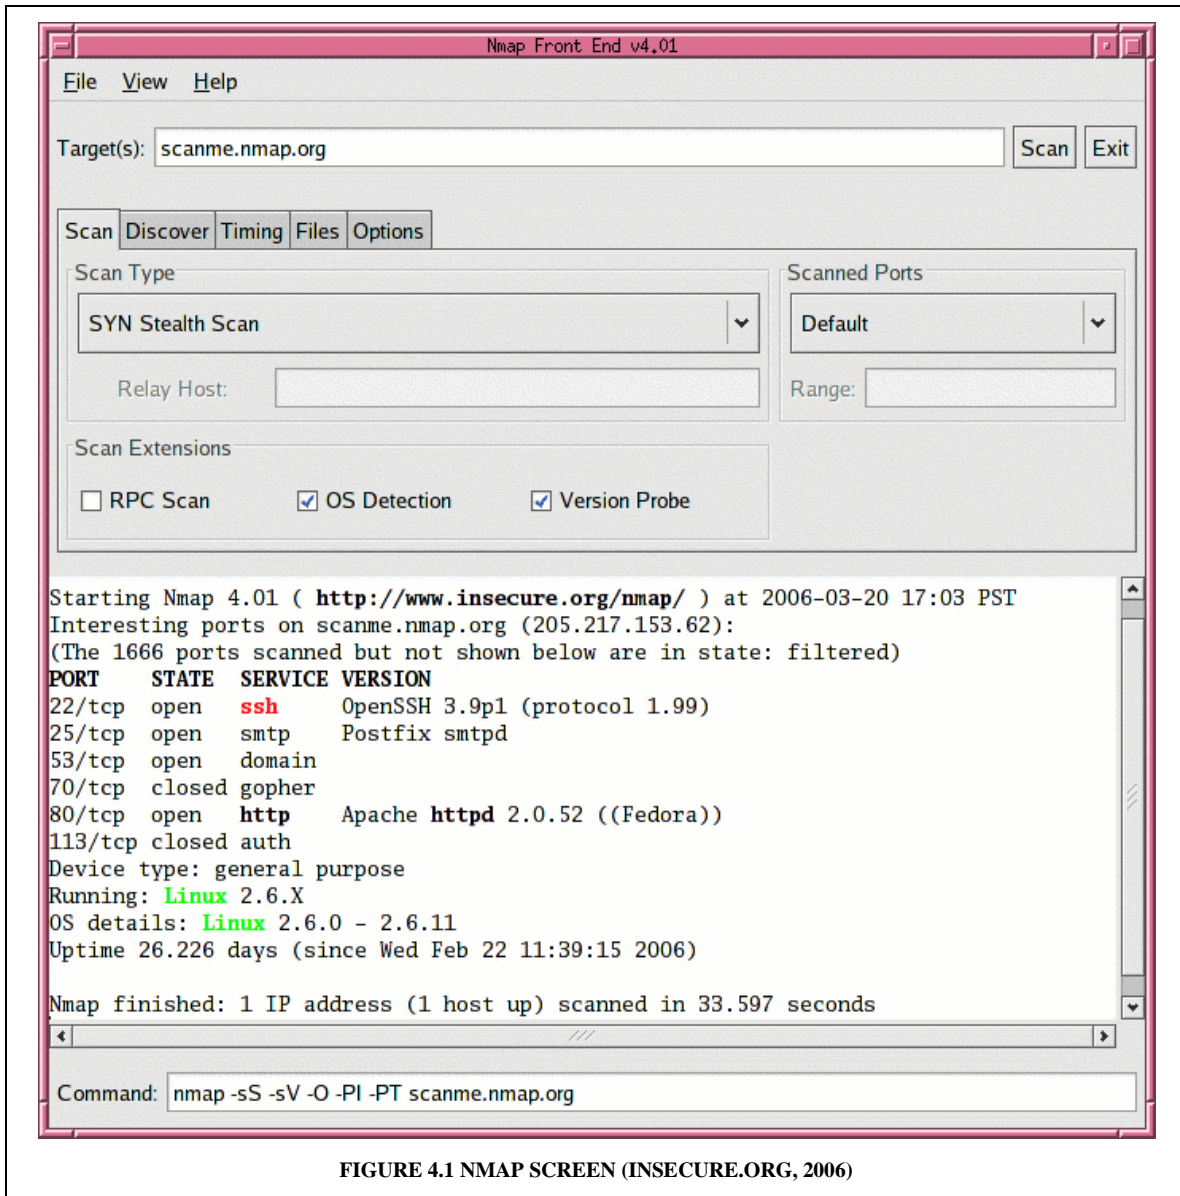 Nmap Front End v4.01
File View Help
Target(s): scanme.nmap.org Scan Exit
Scan Discover Timing Files Options
Scan Type Scanned Ports
SYN Stealth Scan Default
Relay Host: Range:
Scan Extensions
RPC Scan OS Detection Version Probe
Starting Nmap 4.01 ( http://www.insecure.org/nmap/ ) at 2006-03-20 17:03 PST
Interesting ports on scanme.nmap.org (205.217.153.62):
(The 1666 ports scanned but not shown below are in state: filtered)
PORT STATE SERVICE VERSION
22/tcp open ssh OpenSSH 3.9p1 (protocol 1.99)
25/tcp open smtp Postfix smtpd
53/tcp open domain
70/tcp closed gopher
80/tcp open http Apache httpd 2.0.52 ((Fedora))
113/tcp closed auth
Device type: general purpose
Running: Linux 2.6.X
OS details: Linux 2.6.0 - 2.6.11
Uptime 26.226 days (since Wed Feb 22 11:39:15 2006)
Nmap finished: 1 IP address (1 host up) scanned in 33.597 seconds
Command: nmap -sS -sV -O -PI -PT scanme.nmap.org
FIGURE 4.1 NMAP SCREEN (INSECURE.ORG, 2006)